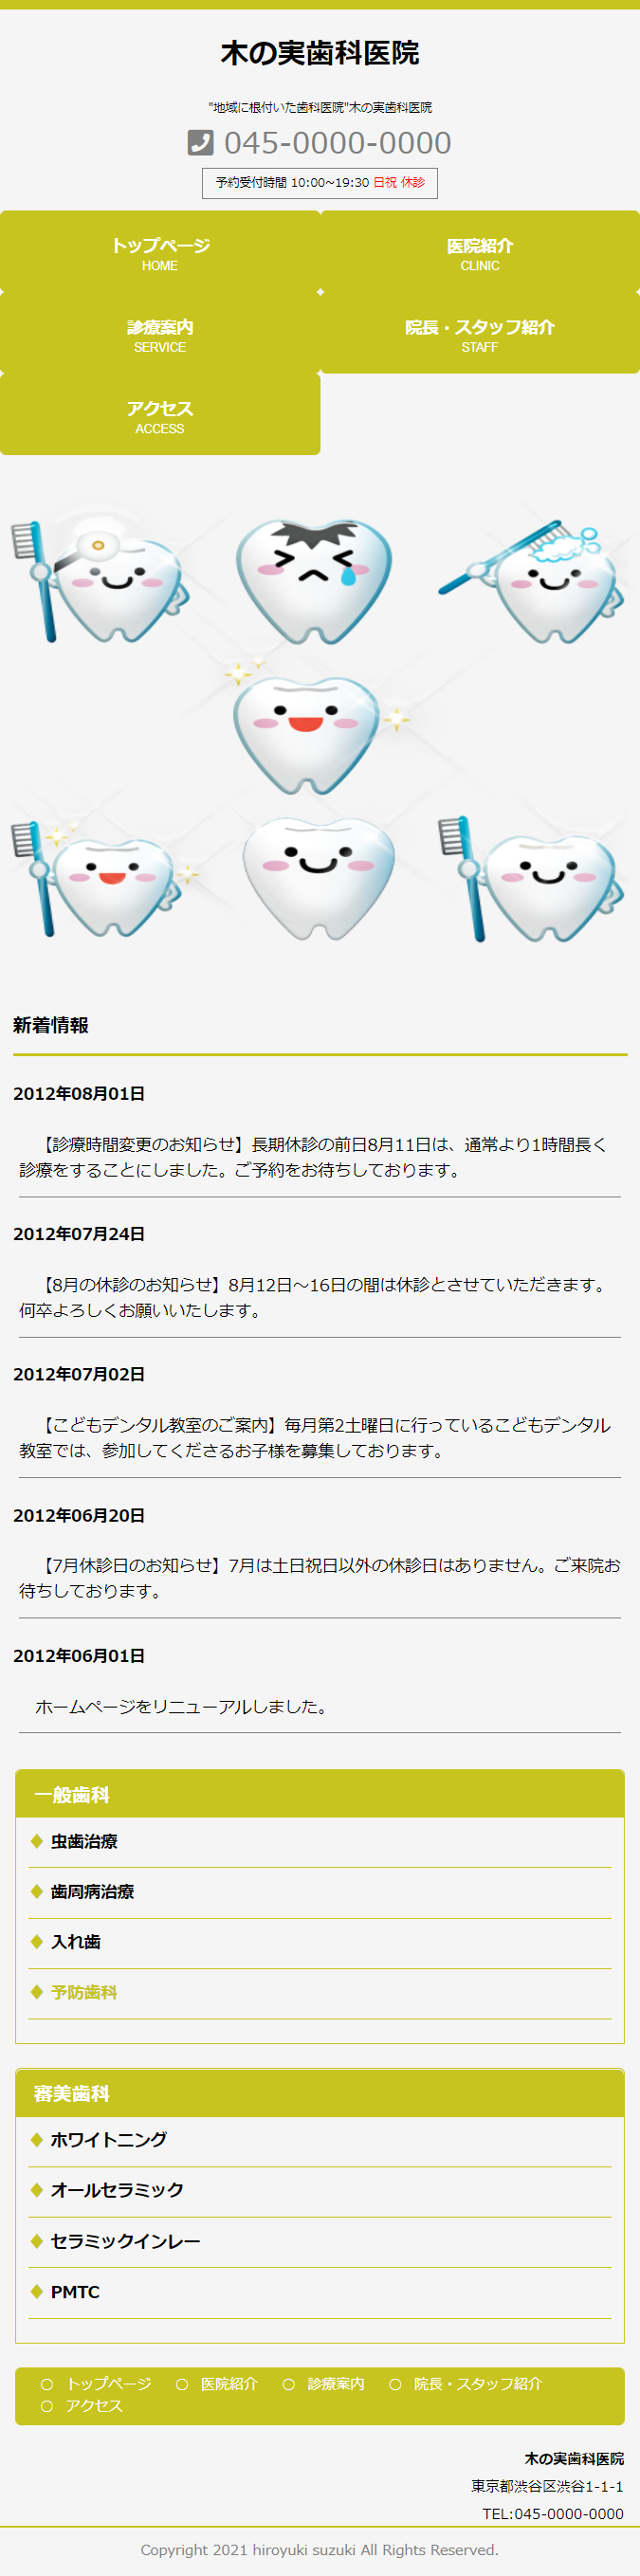 木の実歯科医院
"地域に根付いた歯科医院"木の実歯科医院
045-0000-0000
予約受付時間 10:00~19:30 日祝 休診
トップページ
HOME
医院紹介
CLINIC
診療案内
SERVICE
院長・スタッフ紹介
STAFF
アクセス
ACCESS
新着情報
2012年08月01日
【診療時間変更のお知らせ】長期休診の前日8月11日は、通常より1時間長く
診療をすることにしました。ご予約をお待ちしております。
2012年07月24日
【8月の休診のお知らせ】8月12日～16日の間は休診とさせていただきます。
何卒よろしくお願いいたします。
2012年07月02日
【こどもデンタル教室のご案内】毎月第2土曜日に行っているこどもデンタル
教室では、参加してくださるお子様を募集しております。
2012年06月20日
【7月休診日のお知らせ】7月は土日祝日以外の休診日はありません。ご来院お
待ちしております。
2012年06月01日
ホームページをリニューアルしました。
一般歯科
♦ 虫歯治療
♦ 歯周病治療
♦ 入れ歯
♦ 予防歯科
審美歯科
♦ ホワイトニング
♦ オールセラミック
♦ セラミックインレー
♦ PMTC
○ トップページ ○ 医院紹介 ○ 診療案内 ○ 院長・スタッフ紹介
○ アクセス
木の実歯科医院
東京都渋谷区渋谷1-1-1
TEL:045-0000-0000
Copyright 2021 hiroyuki suzuki All Rights Reserved.